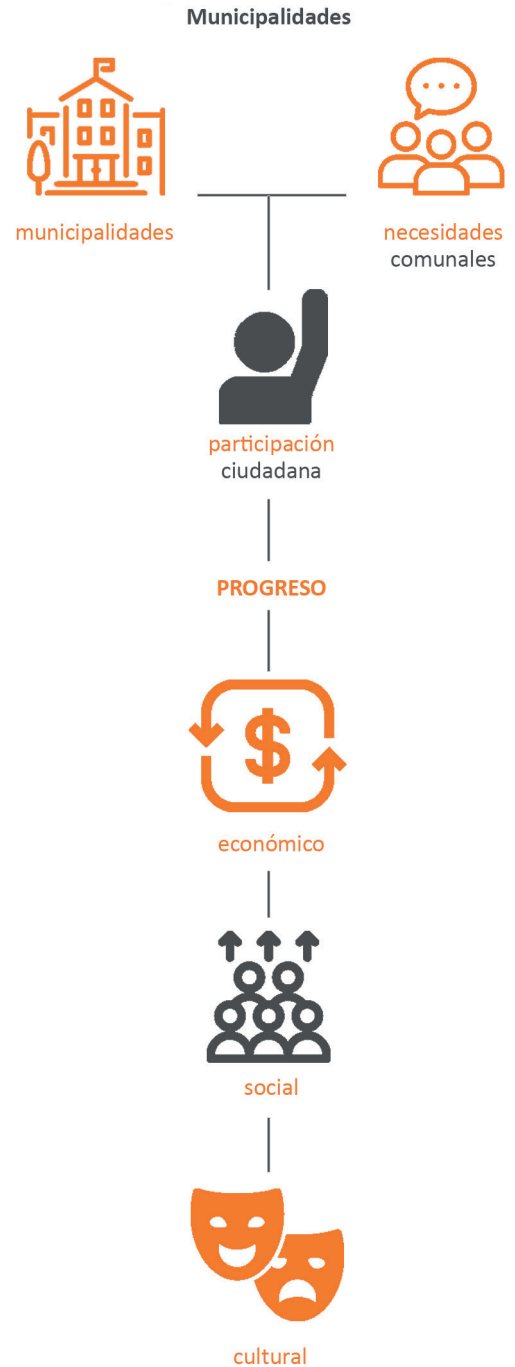 Municipalidades
municipalidades
necesidades
comunales
participación
ciudadana
PROGRESO
$
económico
social
cultural